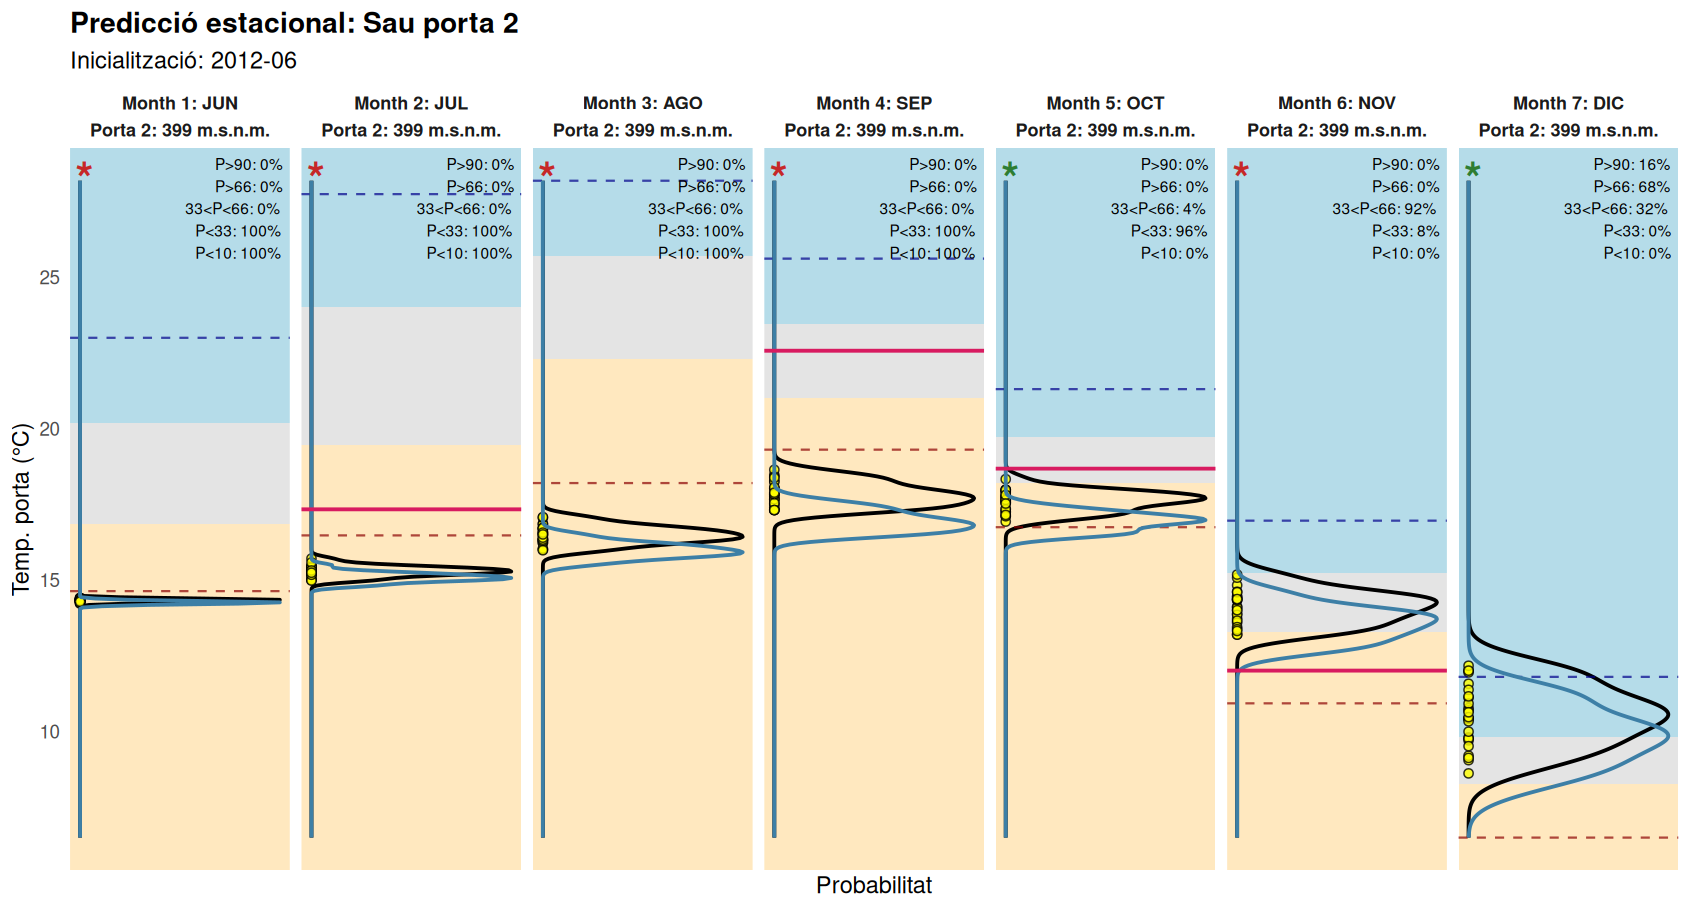 Predicció estacional: Sau porta 2
Inicialització: 2012-06
Month 1: JUN
Porta 2: 399 m.s.n.m.
Month 2: JUL
Porta 2: 399 m.s.n.m.
Month 3: AGO
Porta 2: 399 m.s.n.m.
Month 4: SEP
Porta 2: 399 m.s.n.m.
Month 5: OCT
Porta 2: 399 m.s.n.m.
Month 6: NOV
Porta 2: 399 m.s.n.m.
Month 7: DIC
Porta 2: 399 m.s.n.m.
*
P>90: 0%
P>66: 0%
33<P<66: 0%
P<33: 100%
P<10: 100%
*
P>90: 0%
P>66: 0%
33<P<66: 0%
P<33: 100%
P<10: 100%
*
P>90: 0%
P>66: 0%
33<P<66: 0%
P<33: 100%
P<10: 100%
*
P>90: 0%
P>66: 0%
33<P<66: 0%
P<33: 100%
P<10: 100%
*
P>90: 0%
P>66: 0%
33<P<66: 4%
P<33: 96%
P<10: 0%
*
P>90: 0%
P>66: 0%
33<P<66: 92%
P<33: 8%
P<10: 0%
*
P>90: 16%
P>66: 68%
33<P<66: 32%
P<33: 0%
P<10: 0%
25
20
15
10
Temp. porta (°C)
Probabilitat